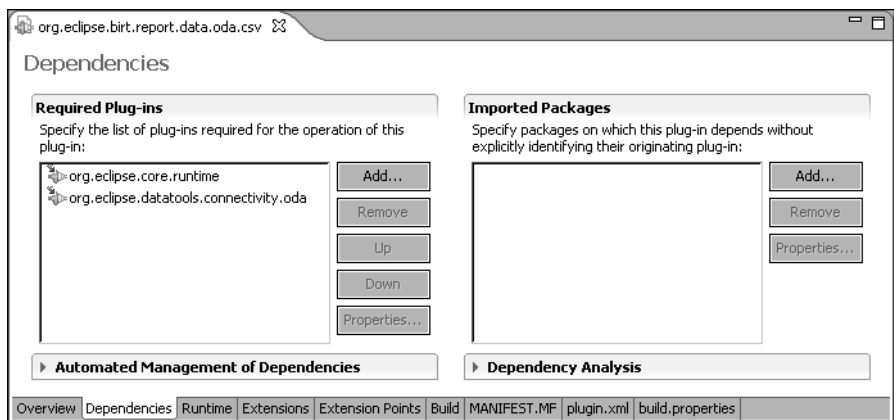 org.eclipse.birt.report.data.oda.csv
Dependencies
Required Plug-ins
Specify the list of plug-ins required for the operation of this
plug-in:
org.eclipse.core.runtime
org.eclipse.datatools.connectivity.oda
Add...
Remove
Up
Down
Properties...
Automated Management of Dependencies
Imported Packages
Specify packages on which this plug-in depends without
explicitly identifying their originating plug-in:
Add...
Remove
Properties...
Dependency Analysis
Overview Dependencies Runtime Extensions Extension Points Build MANIFEST.MF plugin.xml build.properties